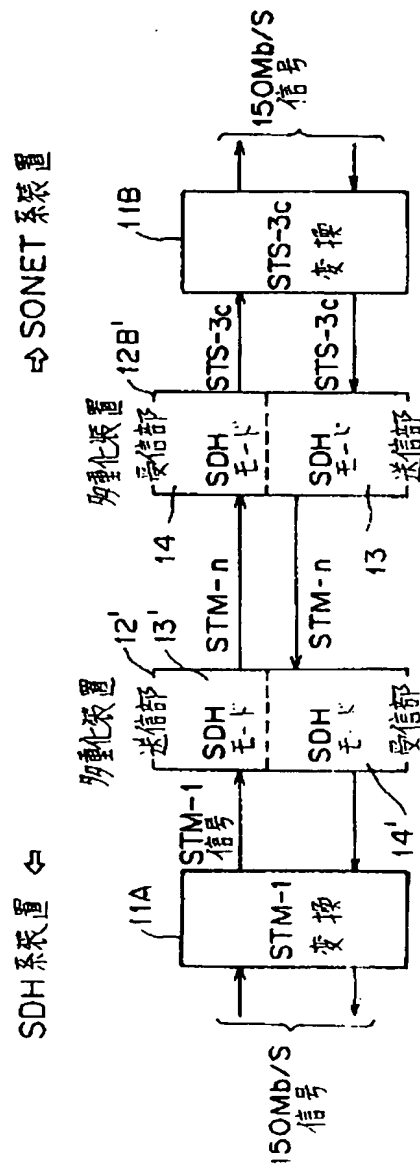 SDH系装置 ⇦
⇨ SONET系装置
150Mb/S
信号
11A
STM-1
変換
STM-1
信号
多重化装置
12'
送信部
13'
SDH
モード
SDH
モード
受信部
14'
STM-n
STM-n
多重化装置
12B'
受信部
14
SDH
モード
SDH
モード
送信部
13
STS-3c
STS-3c
11B
STS-3c
変換
150Mb/S
信号